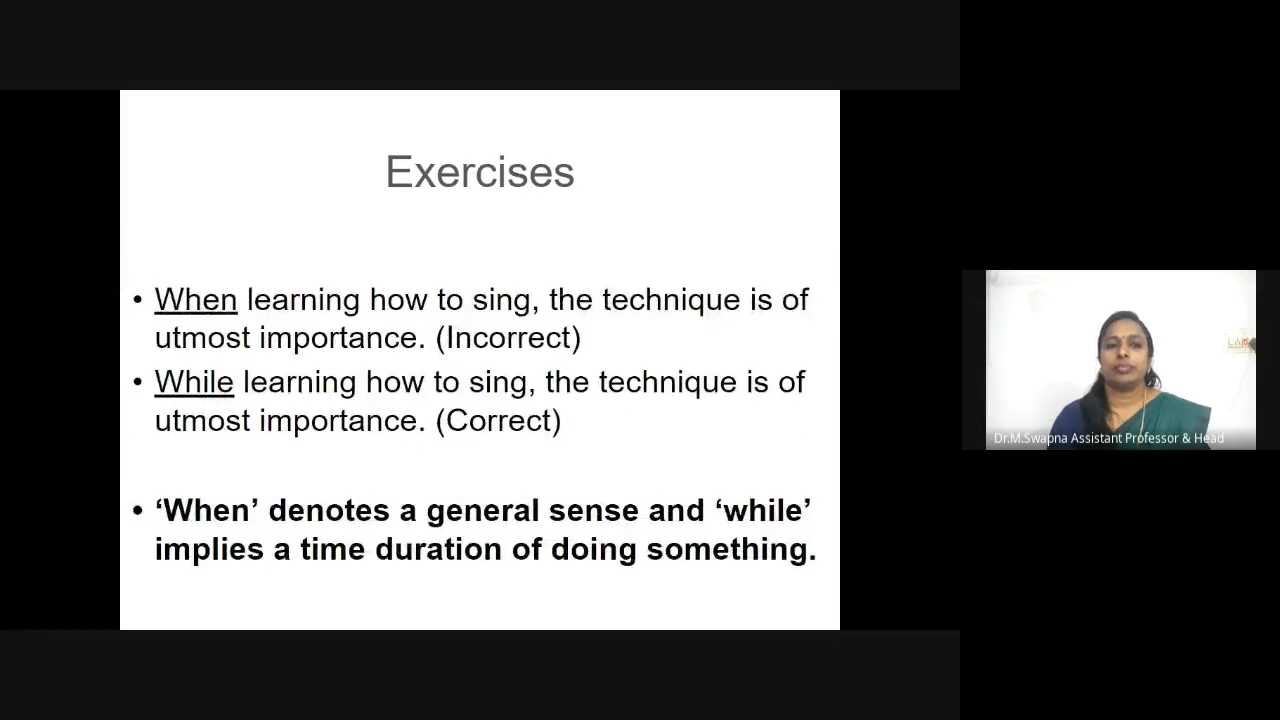 Exercises
• When learning how to sing, the technique is of
utmost importance. (Incorrect)
• While learning how to sing, the technique is of
utmost importance. (Correct)
• ‘When’ denotes a general sense and ‘while’
implies a time duration of doing something.
Dr.M.Swapna Assistant Professor & Head